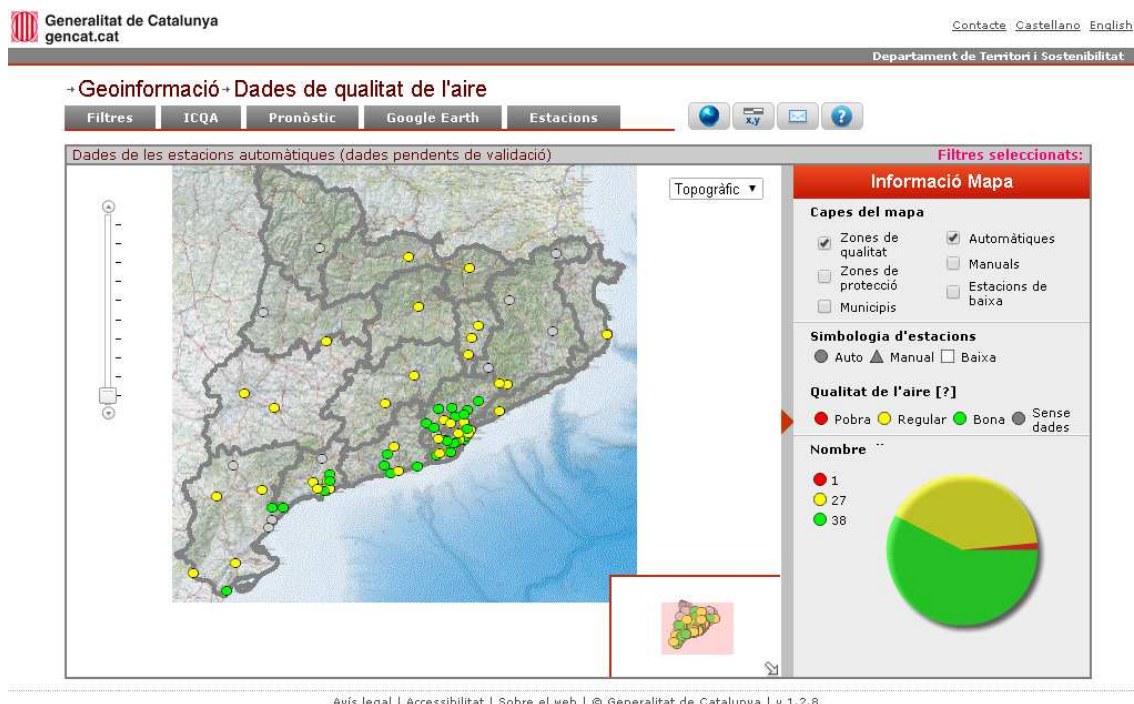 Generalitat de Catalunya
gencat.cat
Contacte Castellano English
Departament de Territori i Sostenibilitat
Geoinformació Dades de qualitat de l'aire
Filtres ICQA Pronòstic Google Earth Estacions
x,y ?
Dades de les estacions automàtiques (dades pendents de validació) Filtres seleccionats:
Topogràfic
Informació Mapa
Capes del mapa
Zones de qualitat
Automàtiques
Zones de protecció
Manuals
Municipis
Estacions de baixa
Simbologia d'estacions
Auto Manual Baixa
Qualitat de l'aire [?]
Pobra Regular Bona Sense dades
Nombre
1
27
38
Avís legal | Accessibilitat | Sobre el web | © Generalitat de Catalunya | v 1.2.8